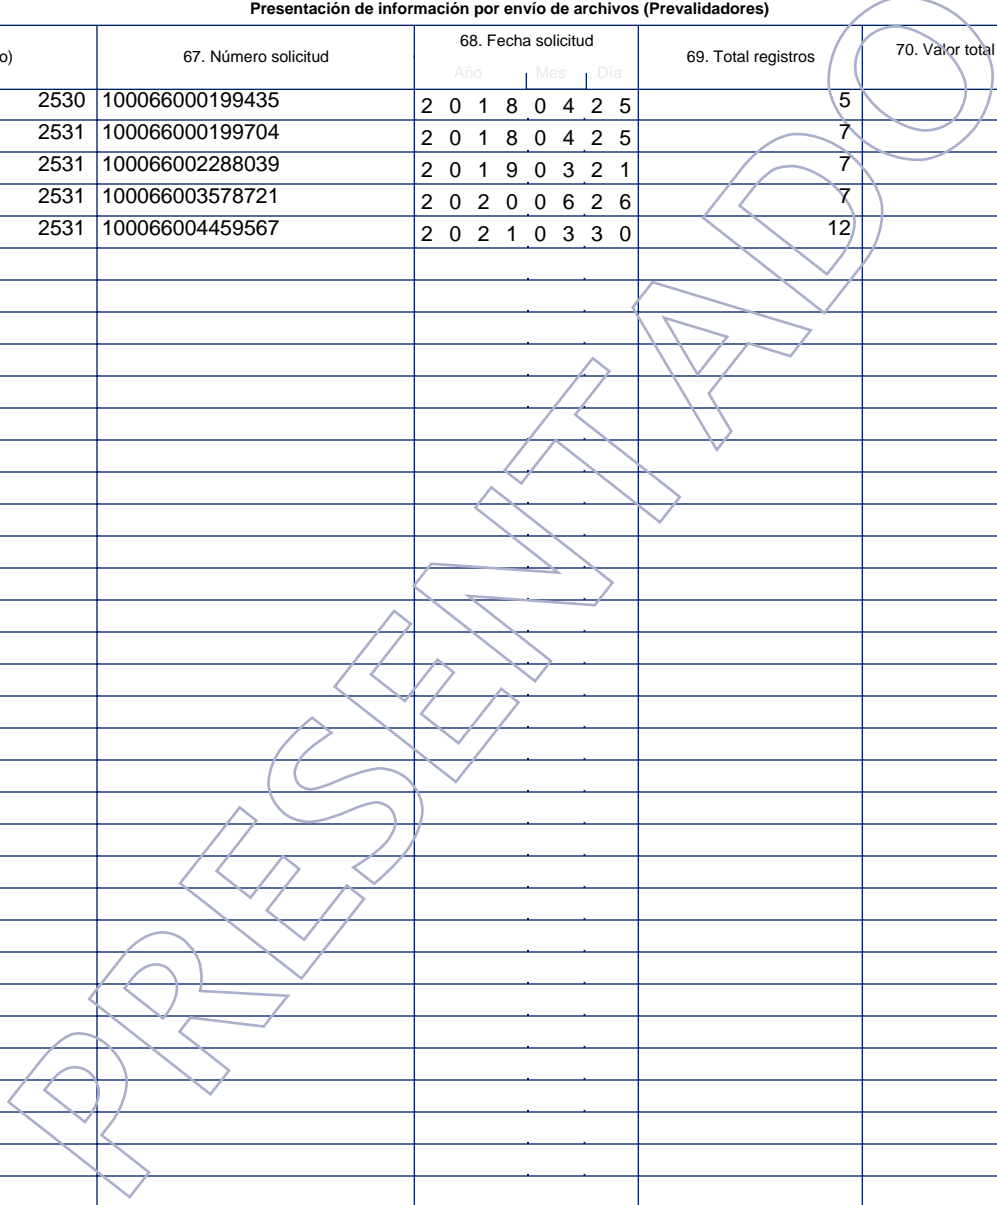 Presentación de información por envío de archivos (Prevalidadores)
o) 67. Número solicitud 68. Fecha solicitud 69. Total registros 70. Valor total
Año Mes Día
2530 100066000199435 2 0 1 8 0 4 2 5 5
2531 100066000199704 2 0 1 8 0 4 2 5 7
2531 100066002288039 2 0 1 9 0 3 2 1 7
2531 100066003578721 2 0 2 0 0 6 2 6 7
2531 100066004459567 2 0 2 1 0 3 3 0 12
PRESENTADO